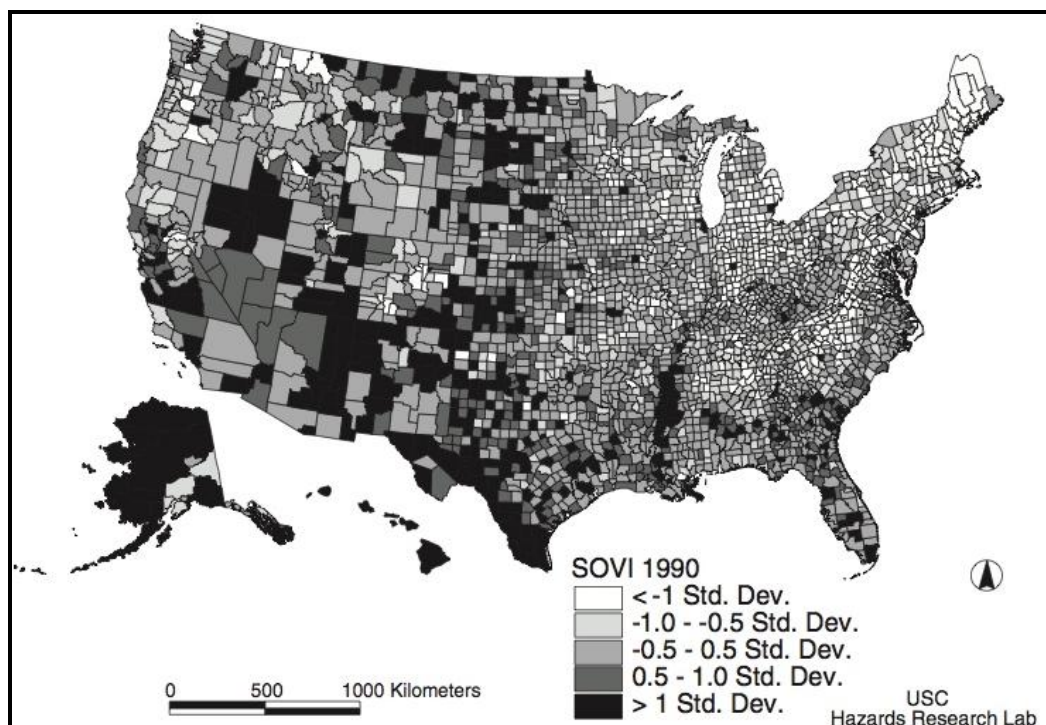 SOVI 1990
< -1 Std. Dev.
-1.0 - -0.5 Std. Dev.
-0.5 - 0.5 Std. Dev.
0.5 - 1.0 Std. Dev.
> 1 Std. Dev.
0 500 1000 Kilometers
USC
Hazards Research Lab